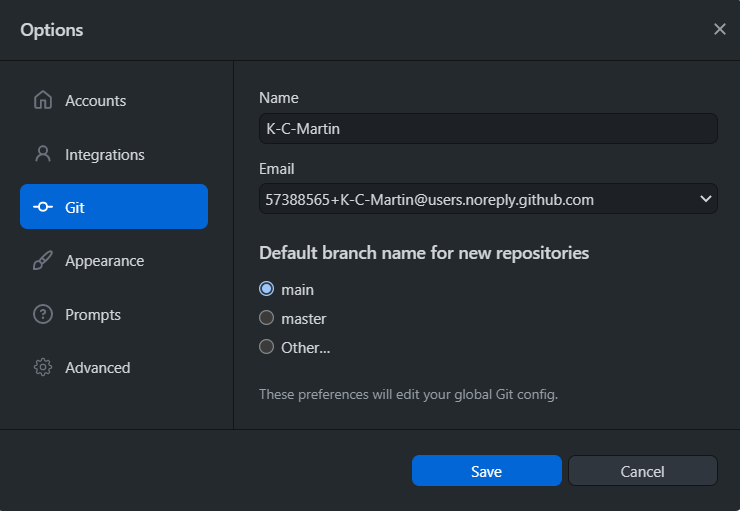 Options
Accounts
Integrations
Git
Appearance
Prompts
Advanced
Name
K-C-Martin
Email
57388565+K-C-Martin@users.noreply.github.com
Default branch name for new repositories
main
master
Other...
These preferences will edit your global Git config.
Save
Cancel